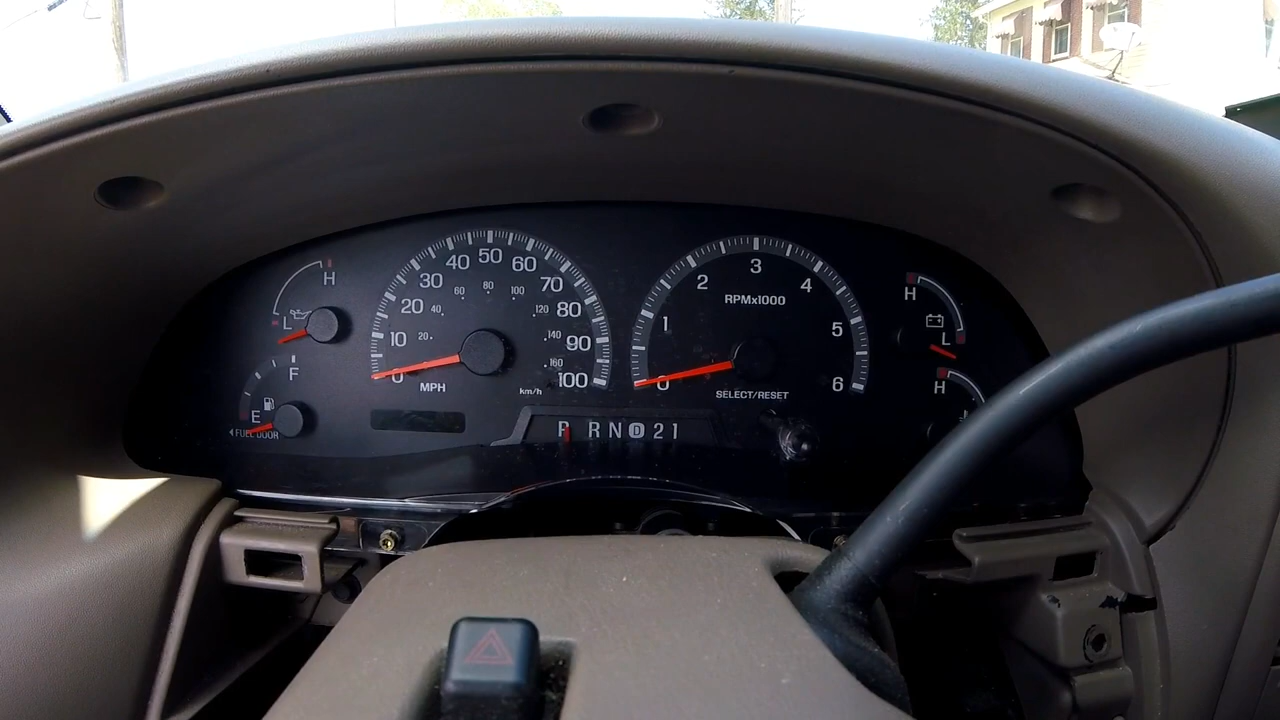 H
L
F
E
◀ FUEL DOOR
0 10 20 30 40 50 60 70 80 90 100
20 40 60 80 100 120 140 160
MPH
km/h
0 1 2 3 4 5 6
RPMx1000
SELECT/RESET
P R N D 2 1
H
L
H